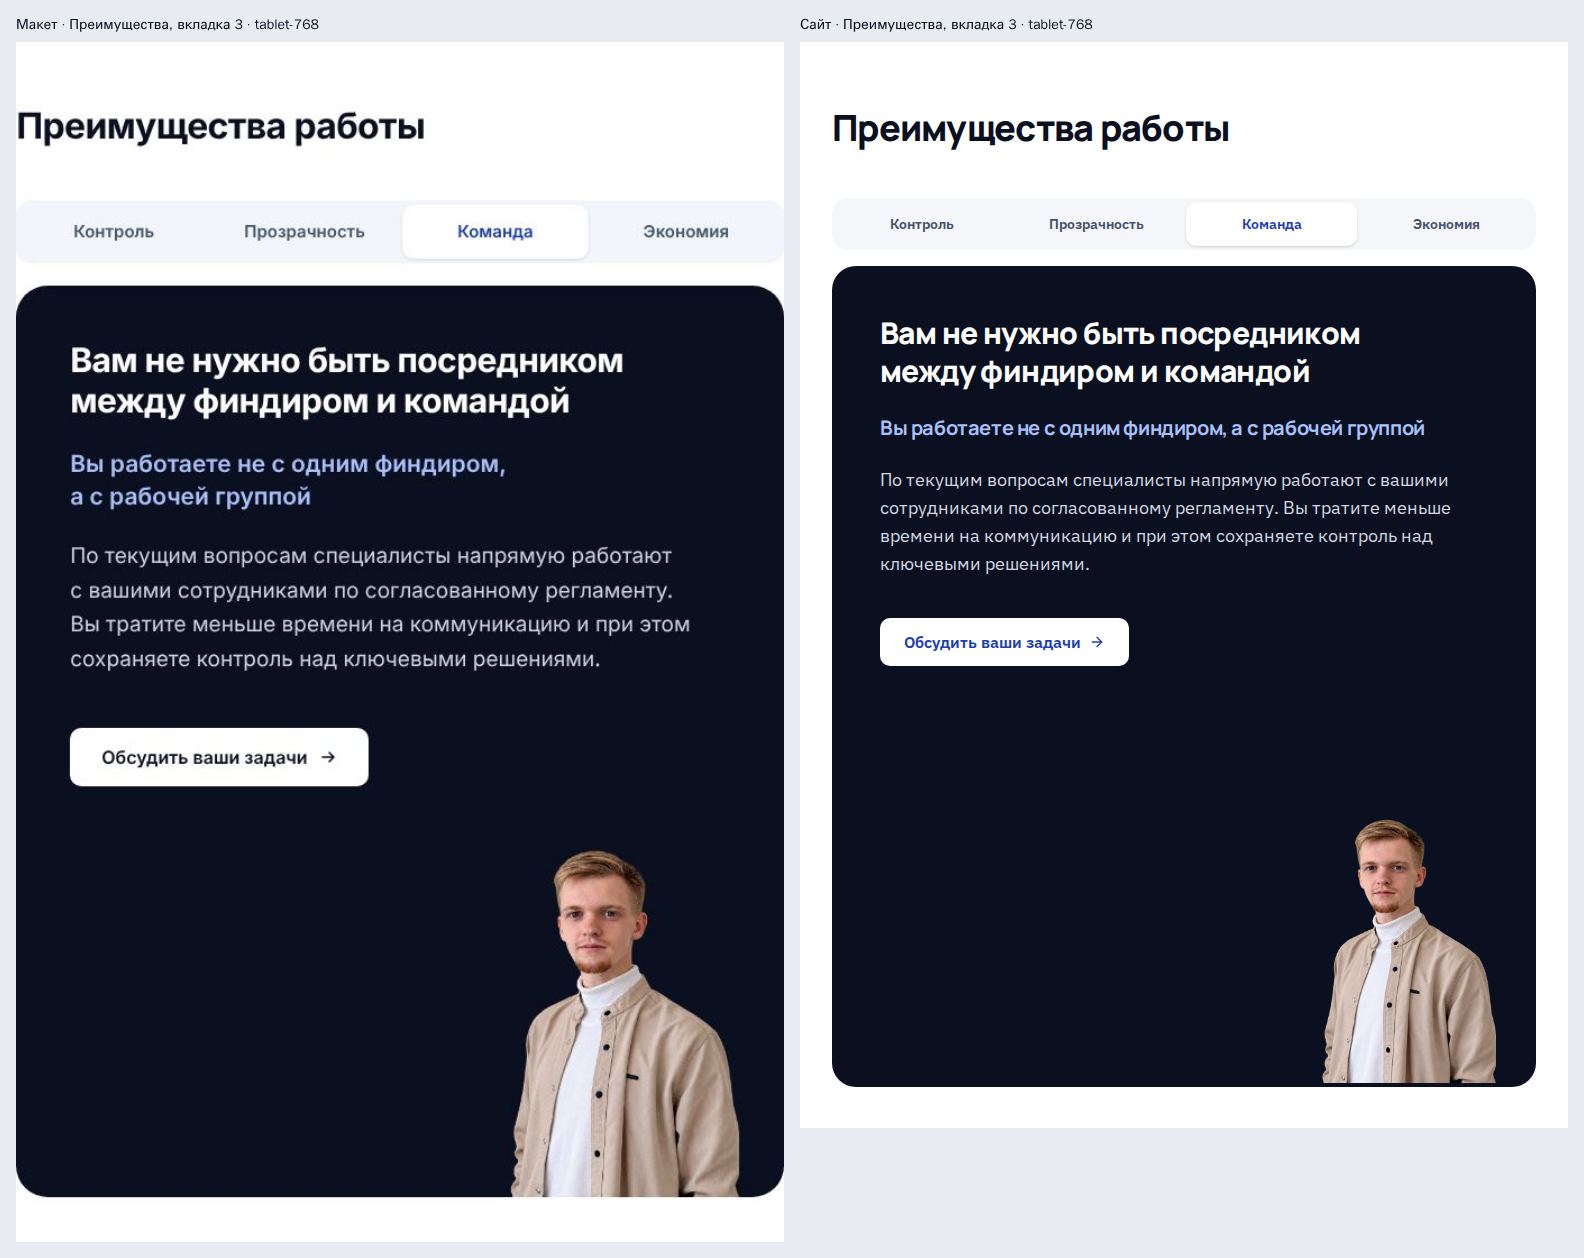 Макет · Преимущества, вкладка 3 · tablet-768
Преимущества работы
Контроль
Прозрачность
Команда
Экономия
Вам не нужно быть посредником
между финдиром и командой
Вы работаете не с одним финдиром,
а с рабочей группой
По текущим вопросам специалисты напрямую работают
с вашими сотрудниками по согласованному регламенту.
Вы тратите меньше времени на коммуникацию и при этом
сохраняете контроль над ключевыми решениями.
Обсудить ваши задачи →
Сайт · Преимущества, вкладка 3 · tablet-768
Преимущества работы
Контроль
Прозрачность
Команда
Экономия
Вам не нужно быть посредником
между финдиром и командой
Вы работаете не с одним финдиром, а с рабочей группой
По текущим вопросам специалисты напрямую работают с вашими
сотрудниками по согласованному регламенту. Вы тратите меньше
времени на коммуникацию и при этом сохраняете контроль над
ключевыми решениями.
Обсудить ваши задачи →